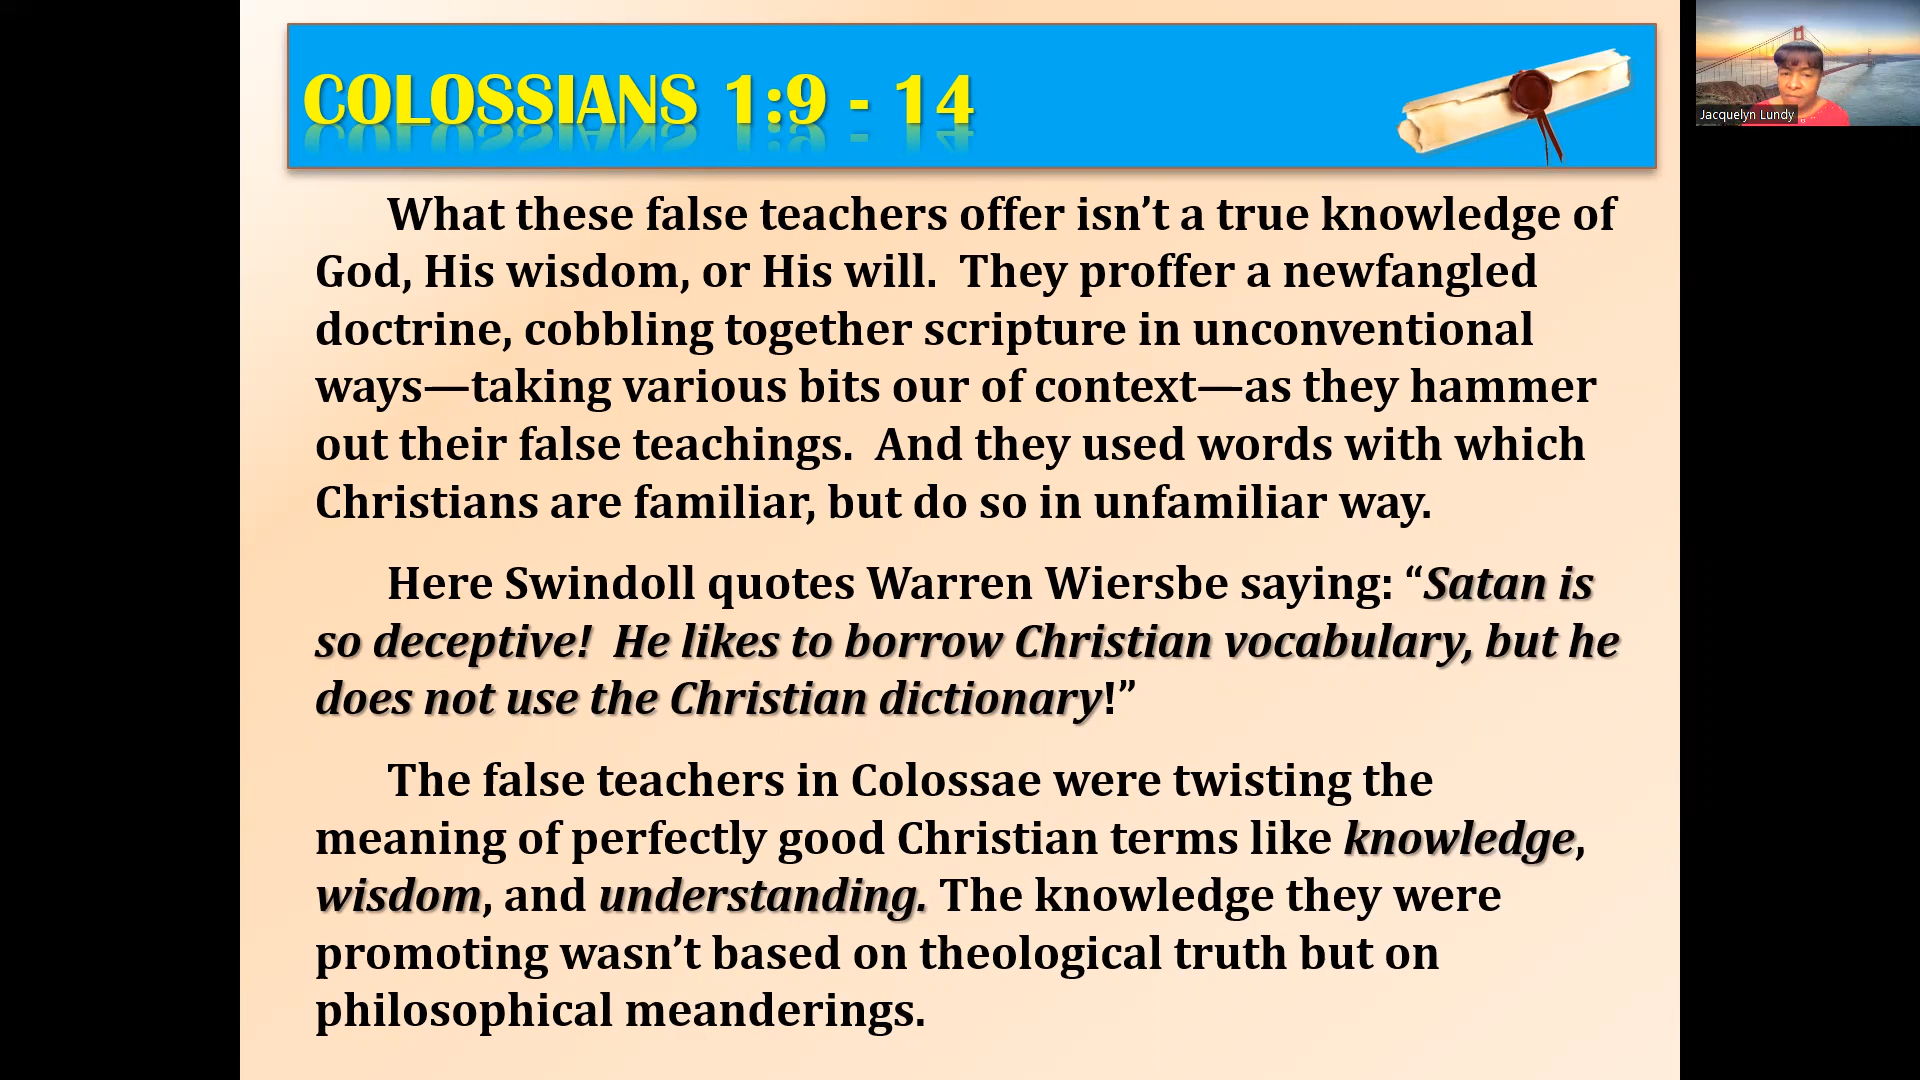 COLOSSIANS 1:9 - 14
Jacquelyn Lundy
What these false teachers offer isn’t a true knowledge of
God, His wisdom, or His will.  They proffer a newfangled
doctrine, cobbling together scripture in unconventional
ways—taking various bits our of context—as they hammer
out their false teachings.  And they used words with which
Christians are familiar, but do so in unfamiliar way.
Here Swindoll quotes Warren Wiersbe saying: “Satan is
so deceptive!  He likes to borrow Christian vocabulary, but he
does not use the Christian dictionary!”
The false teachers in Colossae were twisting the
meaning of perfectly good Christian terms like knowledge,
wisdom, and understanding. The knowledge they were
promoting wasn’t based on theological truth but on
philosophical meanderings.